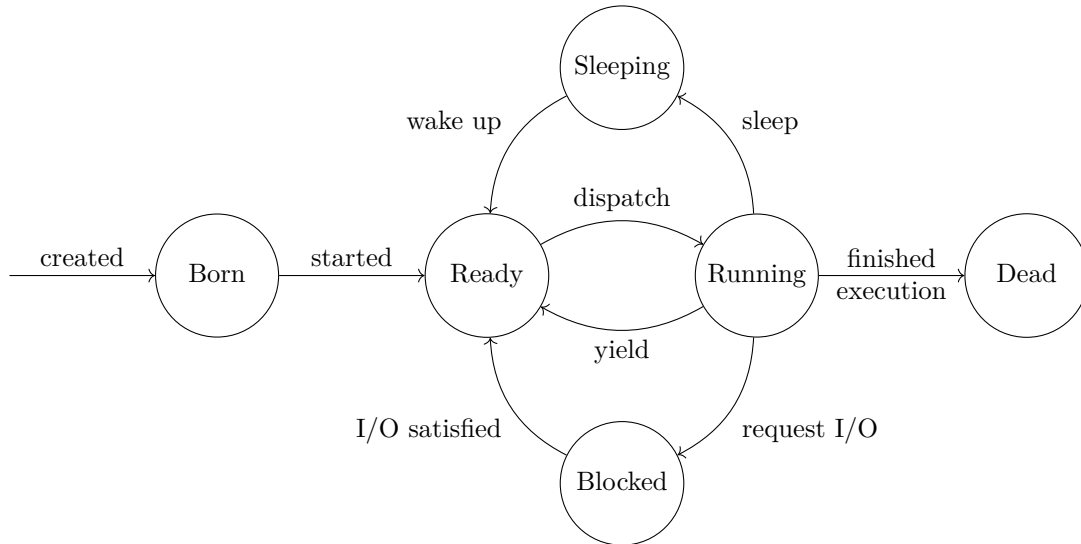 Sleeping
wake up
sleep
dispatch
created
Born
started
Ready
Running
finished
execution
Dead
yield
I/O satisfied
request I/O
Blocked